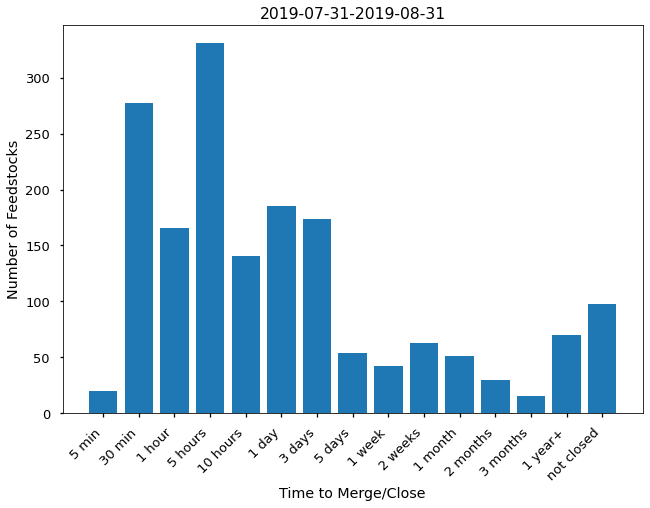 2019-07-31-2019-08-31
Number of Feedstocks
300
250
200
150
100
50
0
5 min
30 min
1 hour
5 hours
10 hours
1 day
3 days
5 days
1 week
2 weeks
1 month
2 months
3 months
1 year+
not closed
Time to Merge/Close